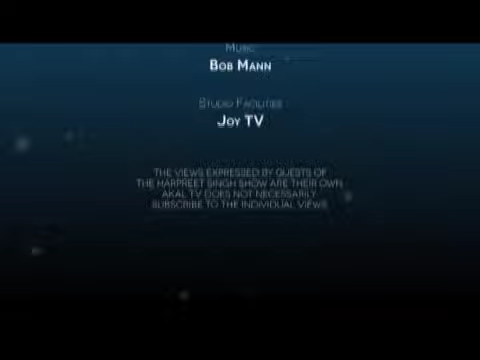 Music
Bob Mann
Studio Facilities
Joy TV
THE VIEWS EXPRESSED BY GUESTS OF
THE HARPREET SINGH SHOW ARE THEIR OWN
AKAL TV DOES NOT NECESSARILY
SUBSCRIBE TO THE INDIVIDUAL VIEWS